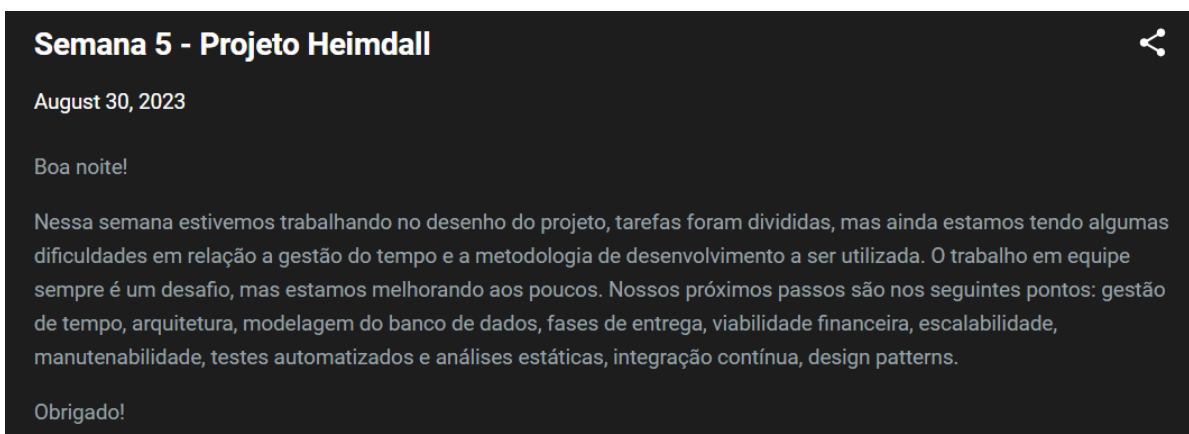 Semana 5 - Projeto Heimdall
August 30, 2023
Boa noite!
Nessa semana estivemos trabalhando no desenho do projeto, tarefas foram divididas, mas ainda estamos tendo algumas
dificuldades em relação a gestão do tempo e a metodologia de desenvolvimento a ser utilizada. O trabalho em equipe
sempre é um desafio, mas estamos melhorando aos poucos. Nossos próximos passos são nos seguintes pontos: gestão
de tempo, arquitetura, modelagem do banco de dados, fases de entrega, viabilidade financeira, escalabilidade,
manutenabilidade, testes automatizados e análises estáticas, integração contínua, design patterns.
Obrigado!